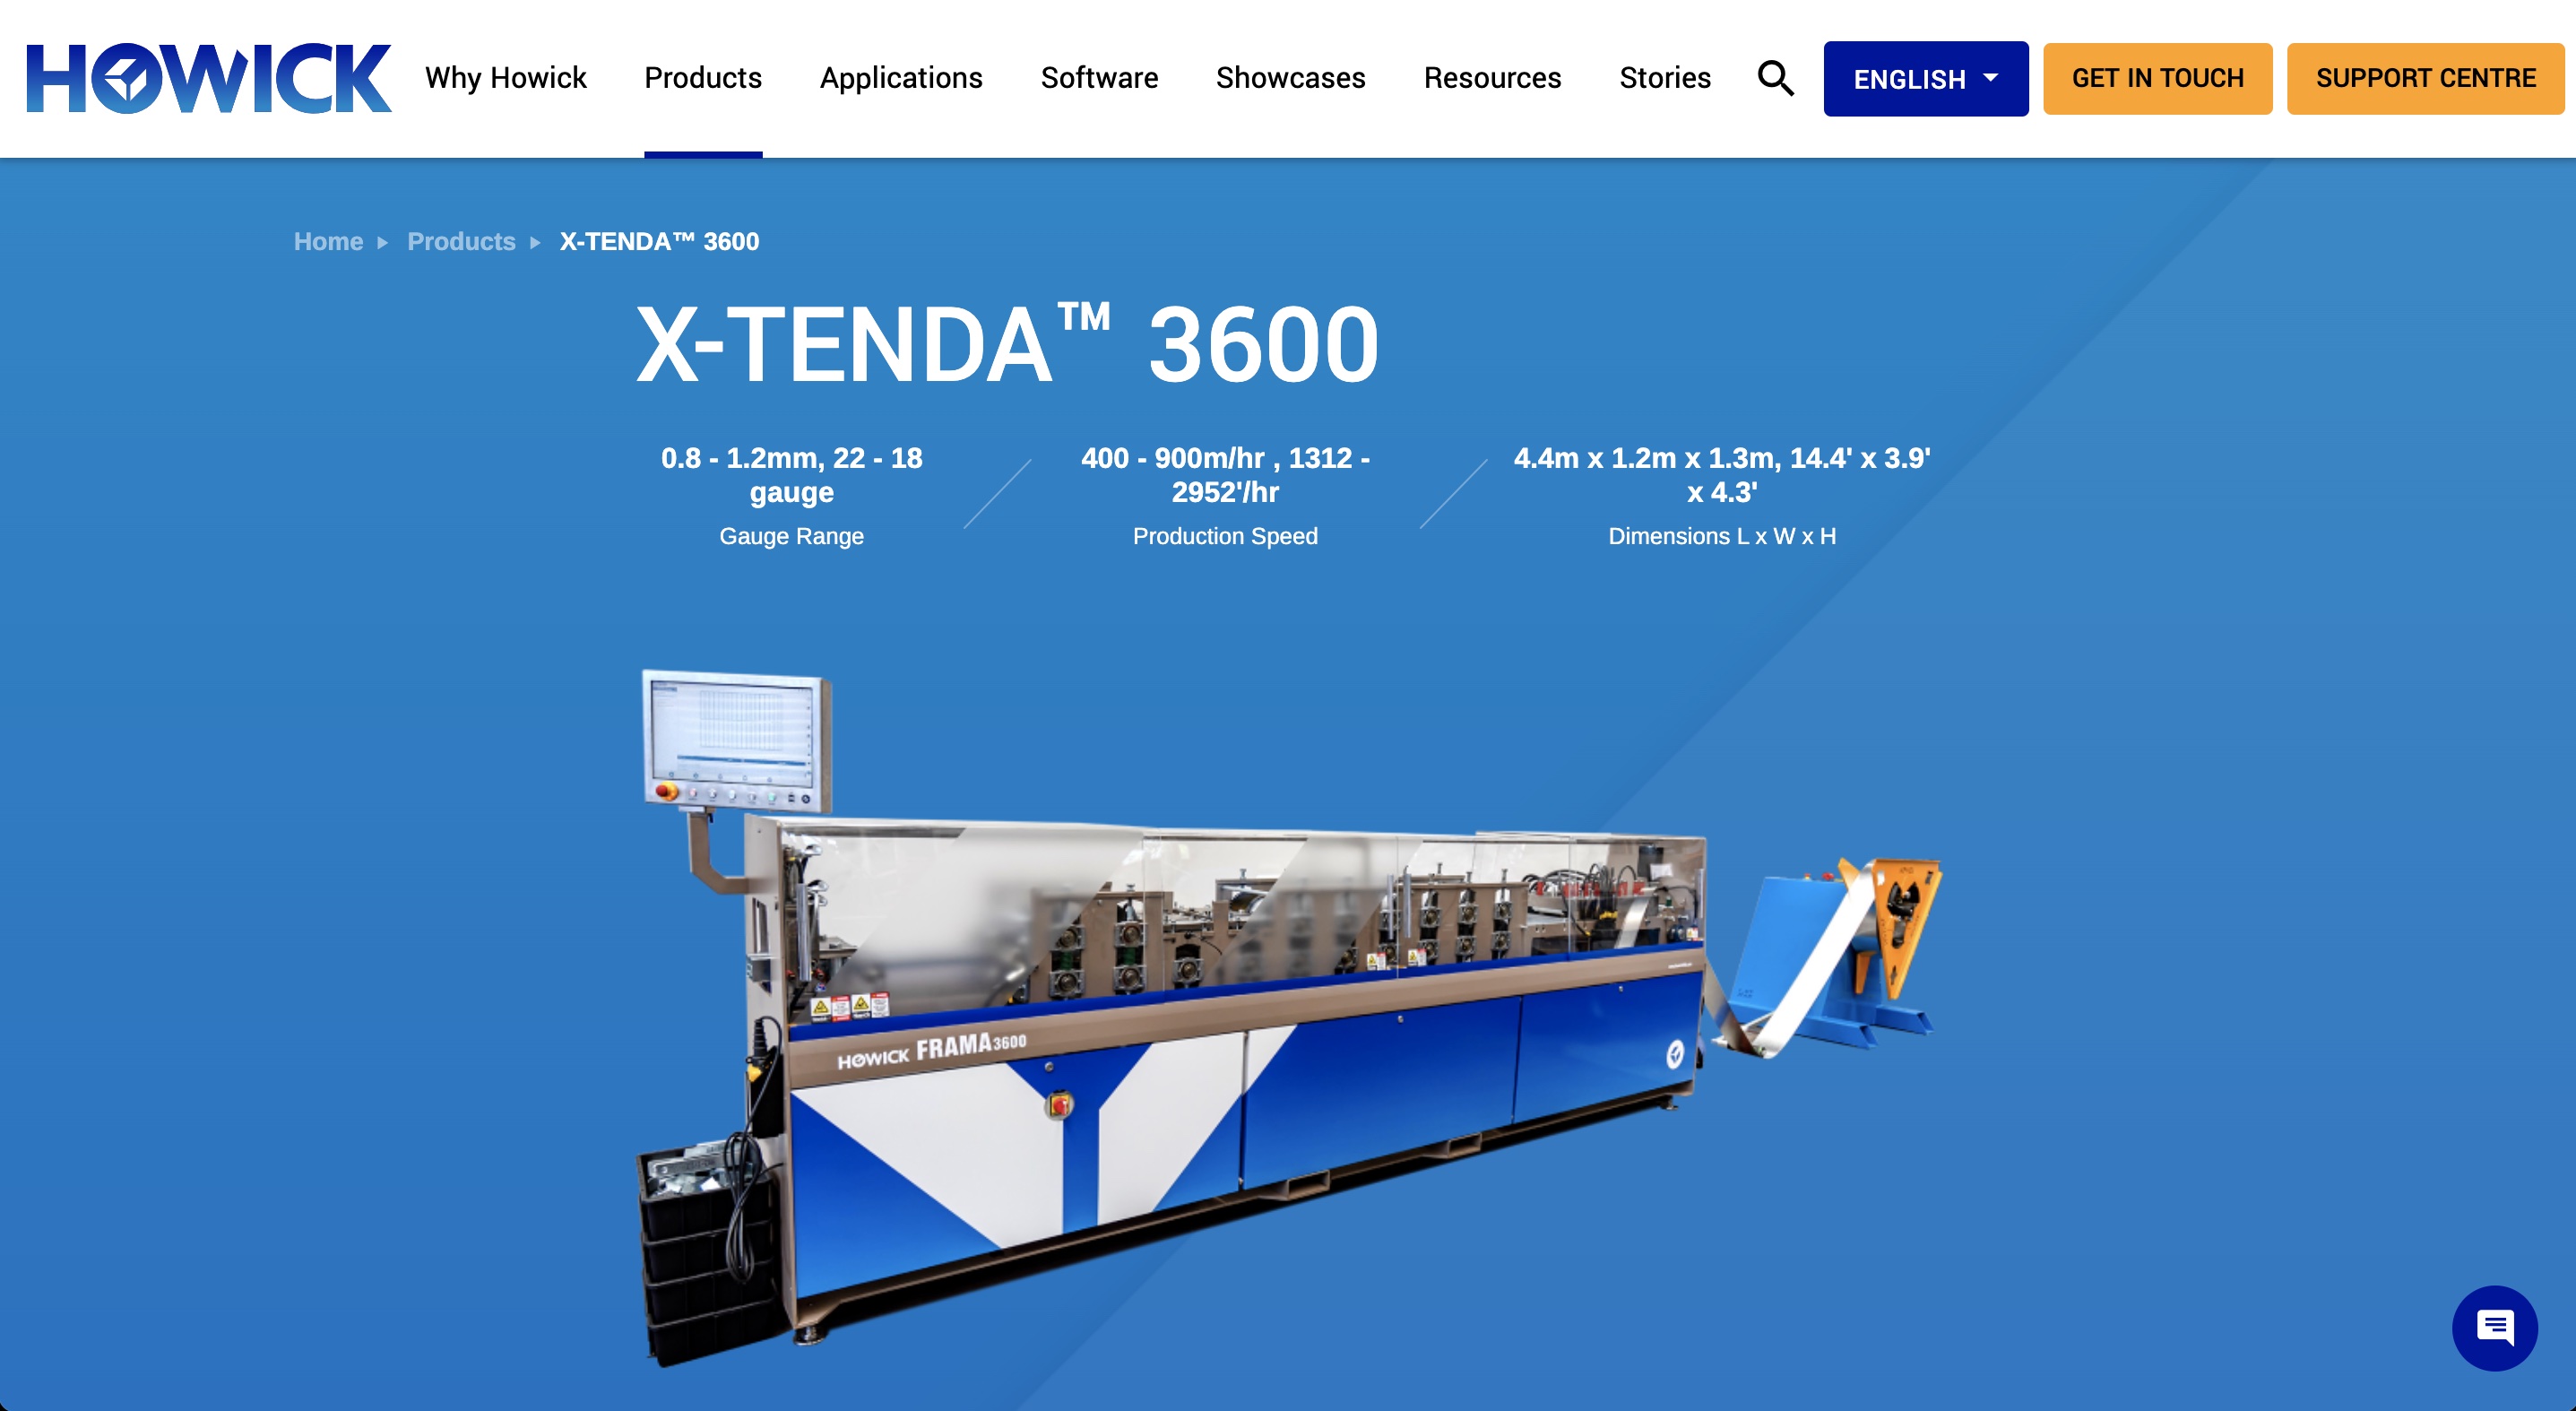 HOWICK
Why Howick
Products
Applications
Software
Showcases
Resources
Stories
ENGLISH
GET IN TOUCH
SUPPORT CENTRE
Home
Products
X-TENDA™ 3600
X-TENDA™ 3600
0.8 - 1.2mm, 22 - 18
gauge
Gauge Range
400 - 900m/hr , 1312 -
2952'/hr
Production Speed
4.4m x 1.2m x 1.3m, 14.4' x 3.9'
x 4.3'
Dimensions L x W x H
HOWICK FRAMA 3600